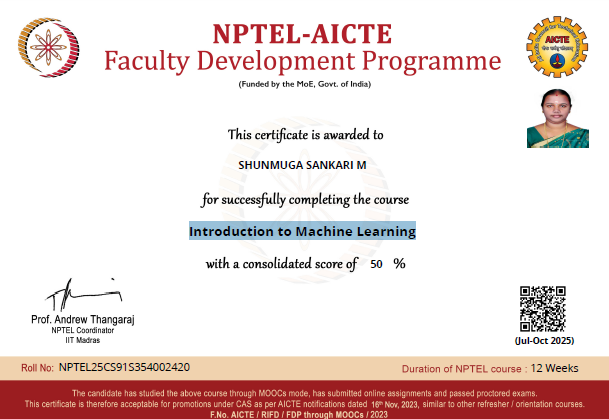 NPTEL-AICTE
Faculty Development Programme
(Funded by the MoE, Govt. of India)
AICTE
This certificate is awarded to
SHUNMUGA SANKARI M
for successfully completing the course
Introduction to Machine Learning
with a consolidated score of 50 %
Prof. Andrew Thangaraj
NPTEL Coordinator
IIT Madras
(Jul-Oct 2025)
Roll No: NPTEL25CS91S354002420
Duration of NPTEL course : 12 Weeks
The candidate has studied the above course through MOOCs mode, has submitted online assignments and passed proctored exams.
This certificate is therefore acceptable for promotions under CAS as per AICTE notifications dated 16th Nov, 2023, similar to other refresher / orientation courses.
F.No. AICTE / RIFD / FDP through MOOCs / 2023